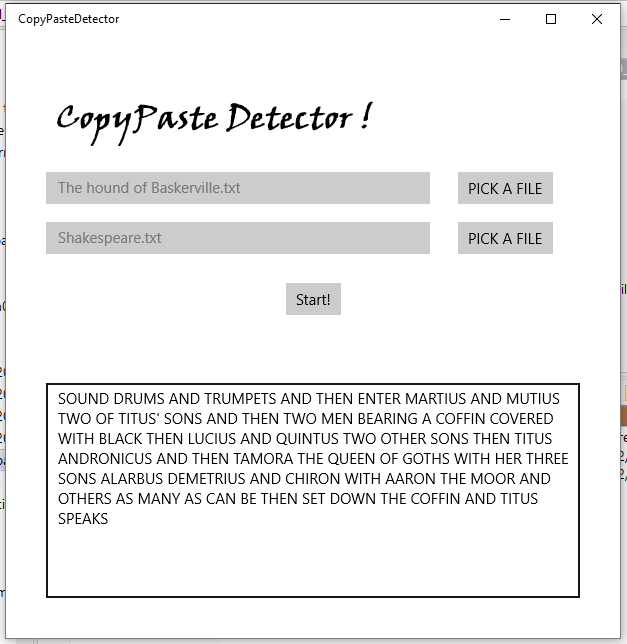 CopyPasteDetector
CopyPaste Detector !
The hound of Baskerville.txt
PICK A FILE
Shakespeare.txt
PICK A FILE
Start!
SOUND DRUMS AND TRUMPETS AND THEN ENTER MARTIUS AND MUTIUS
TWO OF TITUS' SONS AND THEN TWO MEN BEARING A COFFIN COVERED
WITH BLACK THEN LUCIUS AND QUINTUS TWO OTHER SONS THEN TITUS
ANDRONICUS AND THEN TAMORA THE QUEEN OF GOTHS WITH HER THREE
SONS ALARBUS DEMETRIUS AND CHIRON WITH AARON THE MOOR AND
OTHERS AS MANY AS CAN BE THEN SET DOWN THE COFFIN AND TITUS
SPEAKS